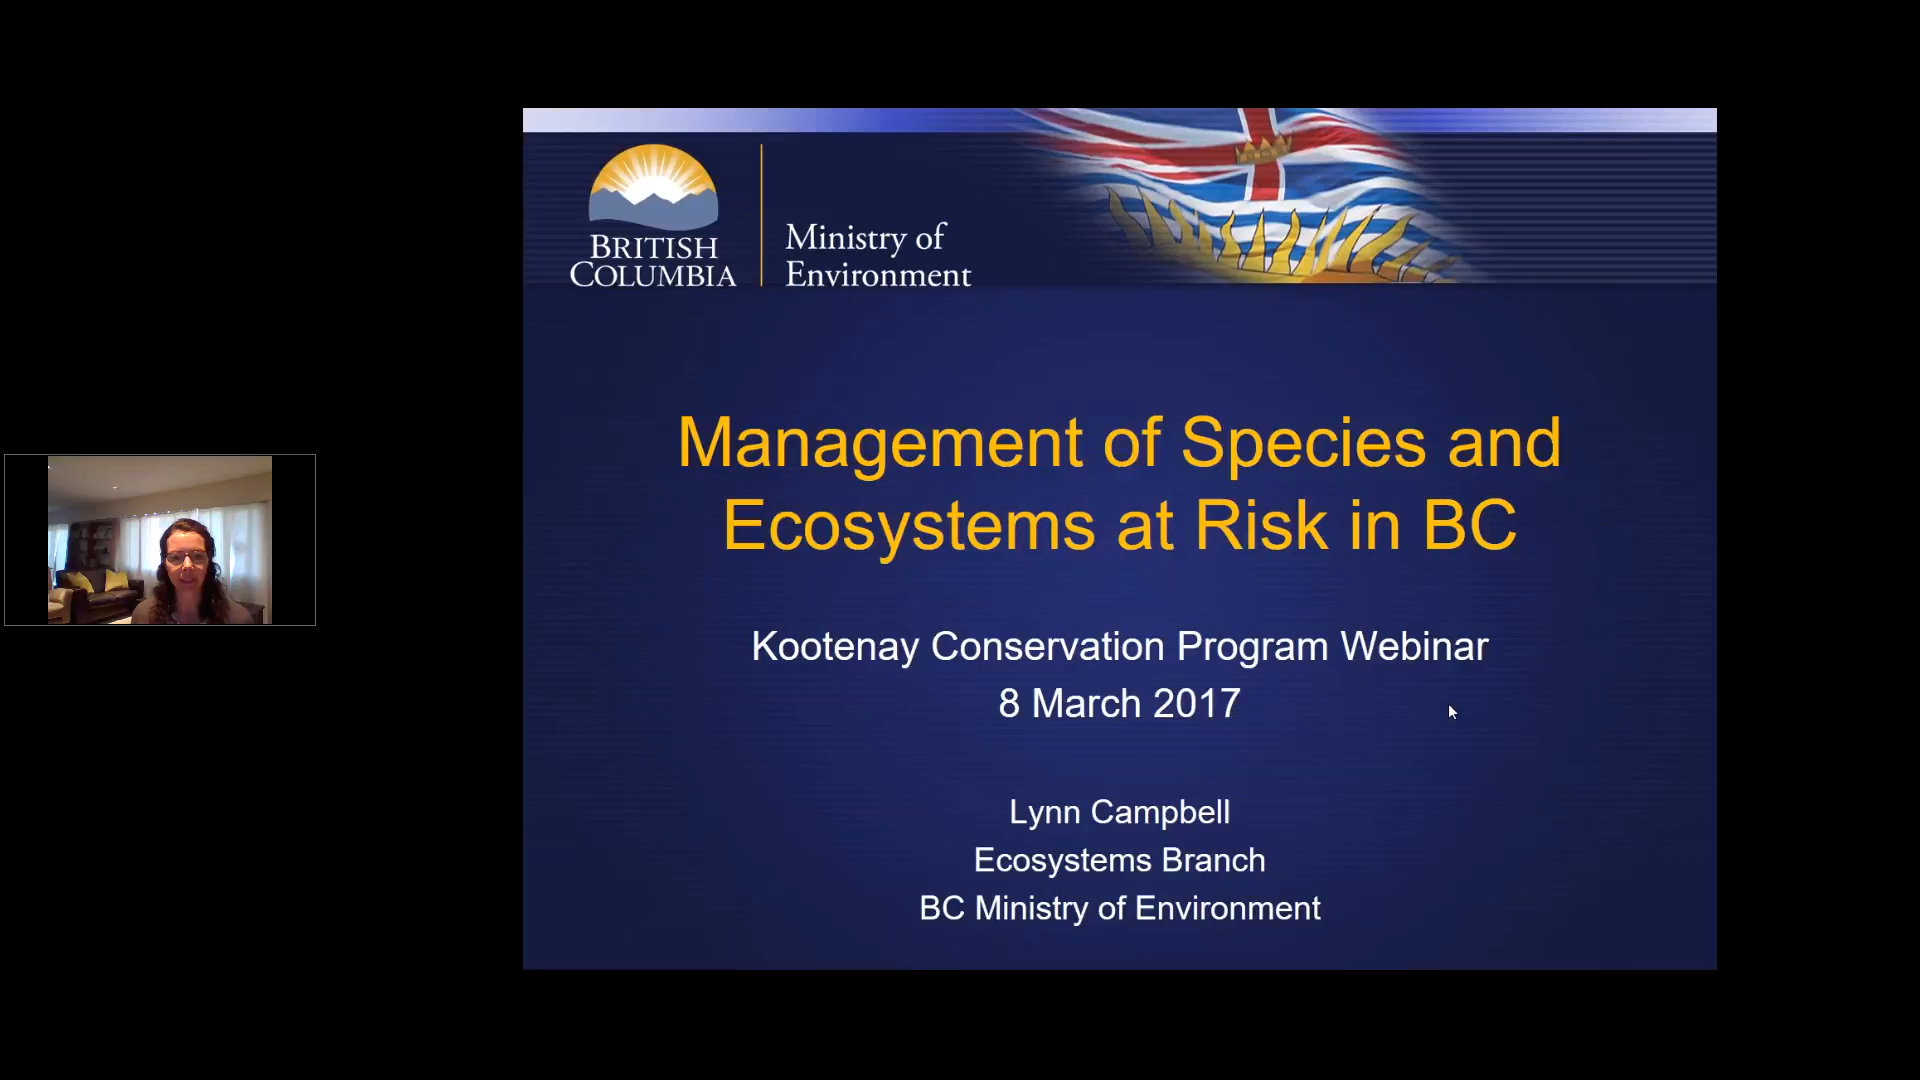 BRITISH
COLUMBIA
Ministry of
Environment
Management of Species and
Ecosystems at Risk in BC
Kootenay Conservation Program Webinar
8 March 2017
Lynn Campbell
Ecosystems Branch
BC Ministry of Environment